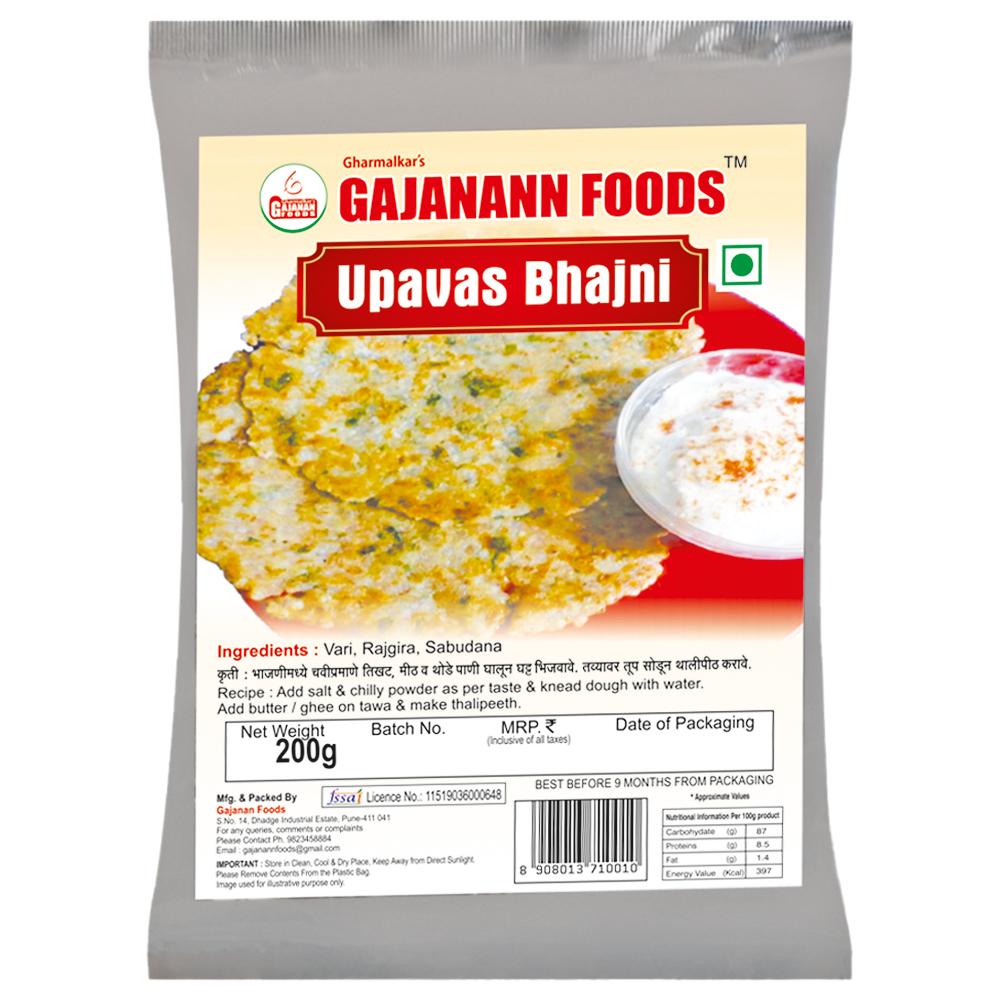 Gharmalkar's
GAJANANN FOODS
TM
Gharmalkar's
GAJANAN
FOODS
Upavas Bhajni
Ingredients : Vari, Rajgira, Sabudana
कृती : भाजणीमध्ये चवीप्रमाणे तिखट, मीठ व थोडे पाणी घालून घट्ट भिजवावे. तव्यावर तूप सोडून थालीपीठ करावे.
Recipe : Add salt & chilly powder as per taste & knead dough with water.
Add butter / ghee on tawa & make thalipeeth.
Net Weight Batch No. MRP. ₹ Date of Packaging
200g (Inclusive of all taxes)
BEST BEFORE 9 MONTHS FROM PACKAGING
Mfg. & Packed By
Gajanan Foods
fssai Licence No.: 11519036000648
S.No. 14, Dhadge Industrial Estate, Pune-411 041
For any queries, comments or complaints
Please Contact Ph. 9823458884
Email : gajanannfoods@gmail.com
IMPORTANT : Store in Clean, Cool & Dry Place, Keep Away from Direct Sunlight.
Please Remove Contents From the Plastic Bag.
Image used for illustrative purpose only.
8 908013 710010
* Approximate Values
Nutritional Information Per 100g product
Carbohydate (g) 87
Proteins (g) 8.5
Fat (g) 1.4
Energy Value (Kcal) 397